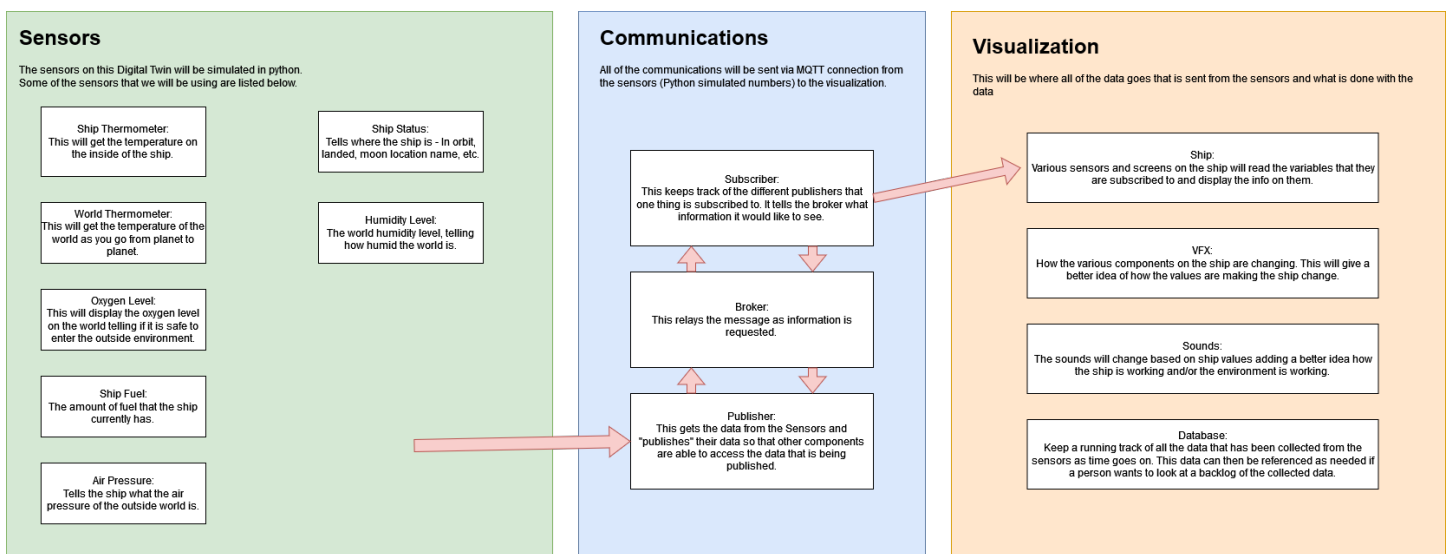 Sensors
The sensors on this Digital Twin will be simulated in python.
Some of the sensors that we will be using are listed below.
Ship Thermometer:
This will get the temperature on
the inside of the ship.
World Thermometer:
This will get the temperature of the
world as you go from planet to
planet.
Oxygen Level:
This will display the oxygen level
on the world telling if it is safe to
enter the outside environment.
Ship Fuel:
The amount of fuel that the ship
currently has.
Air Pressure:
Tells the ship what the air
pressure of the outside world is.
Ship Status:
Tells where the ship is - In orbit,
landed, moon location name, etc.
Humidity Level:
The world humidity level, telling
how humid the world is.
Communications
All of the communications will be sent via MQTT connection from
the sensors (Python simulated numbers) to the visualization.
Subscriber:
This keeps track of the different publishers that
one thing is subscribed to. It tells the broker what
information it would like to see.
Broker:
This relays the message as information is
requested.
Publisher:
This gets the data from the Sensors and
"publishes" their data so that other components
are able to access the data that is being
published.
Visualization
This will be where all of the data goes that is sent from the sensors and what is done with the
data
Ship:
Various sensors and screens on the ship will read the variables that they
are subscribed to and display the info on them.
VFX:
How the various components on the ship are changing. This will give a
better idea of how the values are making the ship change.
Sounds:
The sounds will change based on ship values adding a better idea how
the ship is working and/or the environment is working.
Database:
Keep a running track of all the data that has been collected from the
sensors as time goes on. This data can then be referenced as needed if
a person wants to look at a backlog of the collected data.